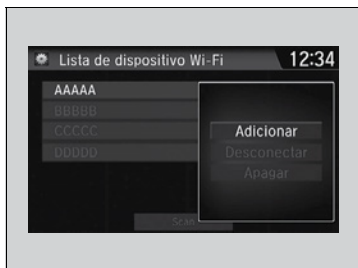 Lista de dispositivo Wi-Fi
12:34
AAAAA
BBBBB
CCCCC
DDDDD
Adicionar
Desconectar
Apagar
Scan